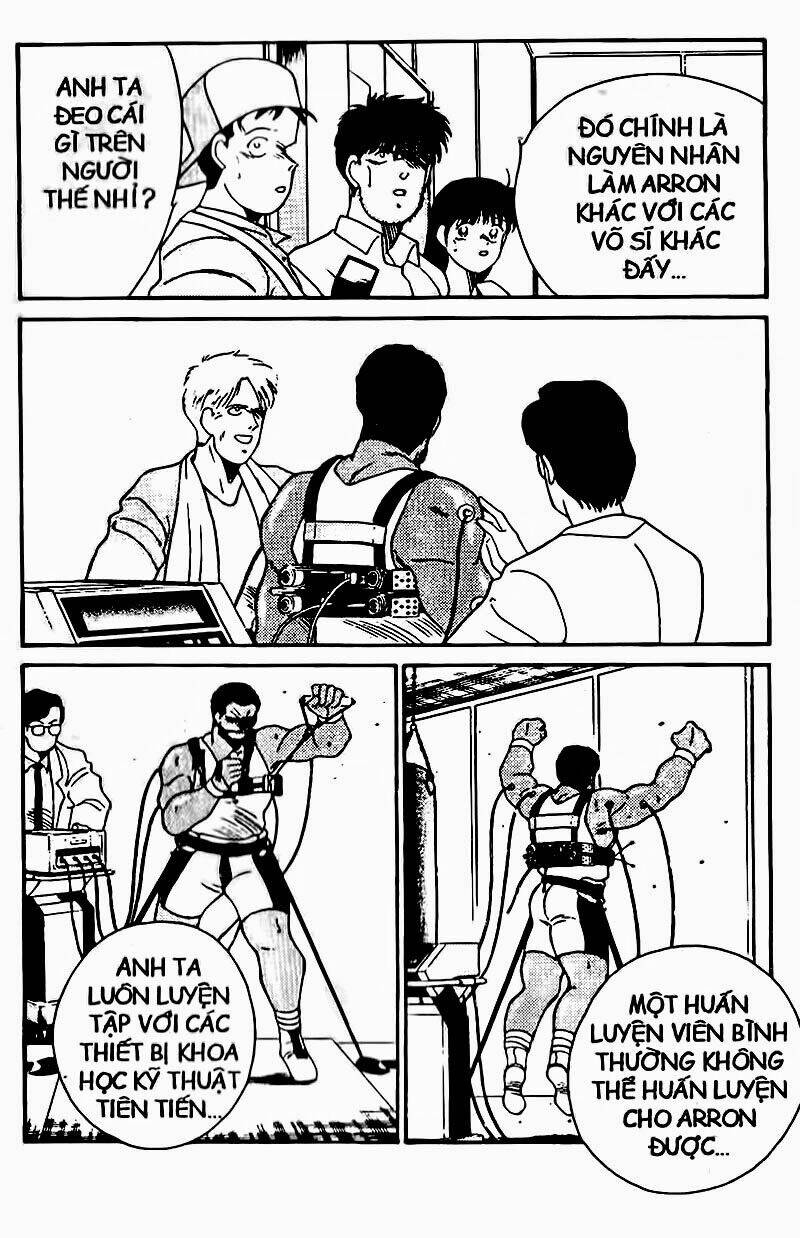 ANH TA
ĐEO CÁI
GÌ TRÊN
NGƯỜI
THẾ NHỈ?
ĐÓ CHÍNH LÀ
NGUYÊN NHÂN
LÀM ARRON
KHÁC VỚI CÁC
VÕ SĨ KHÁC
ĐẤY...
ANH TA
LUÔN LUYỆN
TẬP VỚI CÁC
THIẾT BỊ KHOA
HỌC KỸ THUẬT
TIÊN TIẾN...
MỘT HUẤN
LUYỆN VIÊN BÌNH
THƯỜNG KHÔNG
THỂ HUẤN LUYỆN
CHO ARRON
ĐƯỢC...